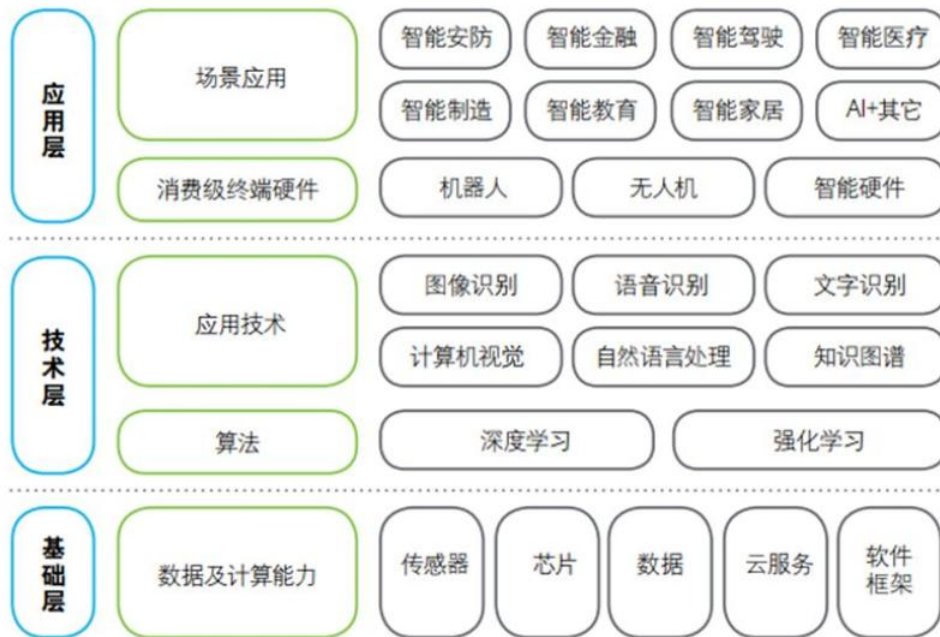 应用层
场景应用
智能安防
智能金融
智能驾驶
智能医疗
智能制造
智能教育
智能家居
AI+其它
消费级终端硬件
机器人
无人机
智能硬件
技术层
应用技术
图像识别
语音识别
文字识别
计算机视觉
自然语言处理
知识图谱
算法
深度学习
强化学习
基础层
数据及计算能力
传感器
芯片
数据
云服务
软件
框架